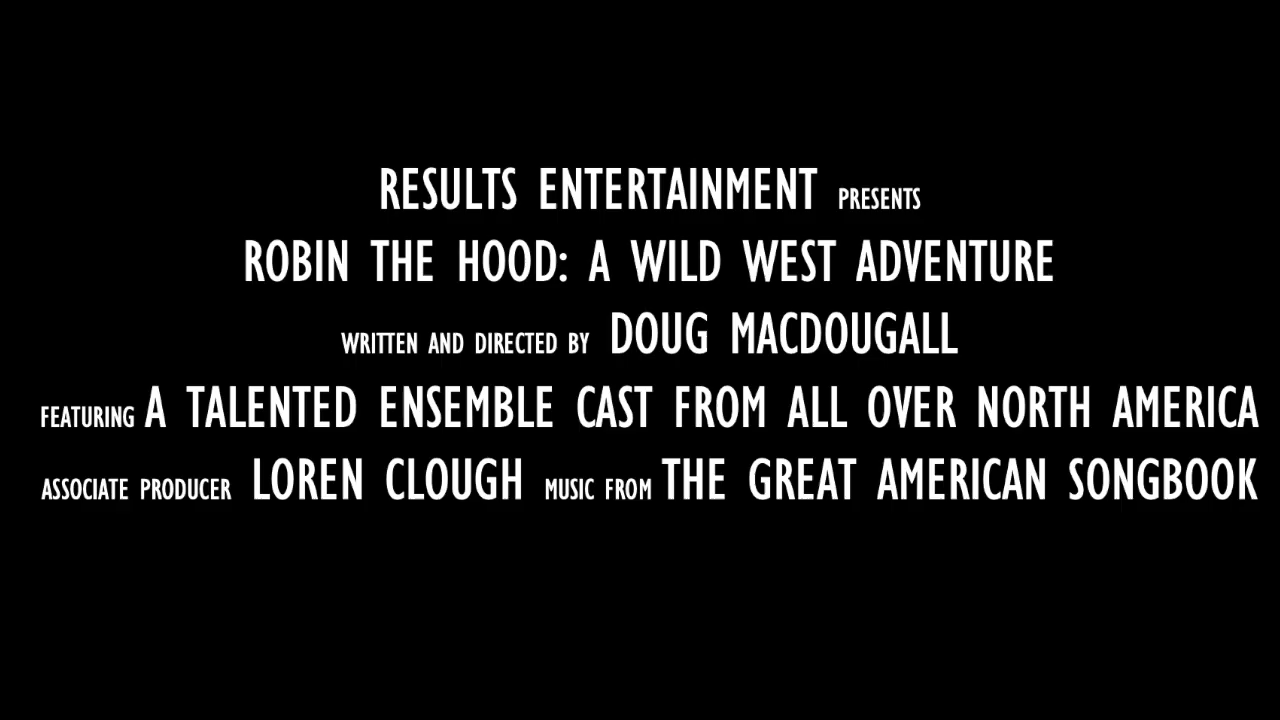 RESULTS ENTERTAINMENT PRESENTS
ROBIN THE HOOD: A WILD WEST ADVENTURE
WRITTEN AND DIRECTED BY DOUG MACDOUGALL
FEATURING A TALENTED ENSEMBLE CAST FROM ALL OVER NORTH AMERICA
ASSOCIATE PRODUCER LOREN CLOUGH MUSIC FROM THE GREAT AMERICAN SONGBOOK